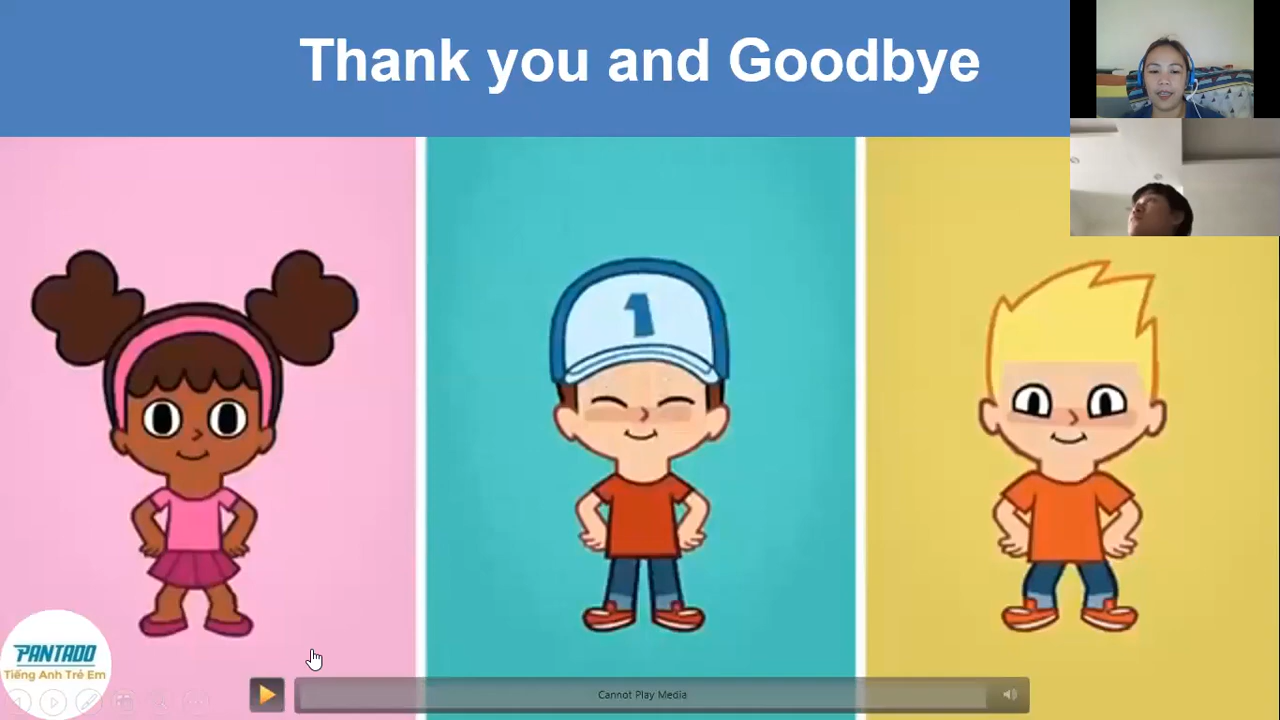 Thank you and Goodbye
1
PANTADO
Tiếng Anh Trẻ Em
Cannot Play Media